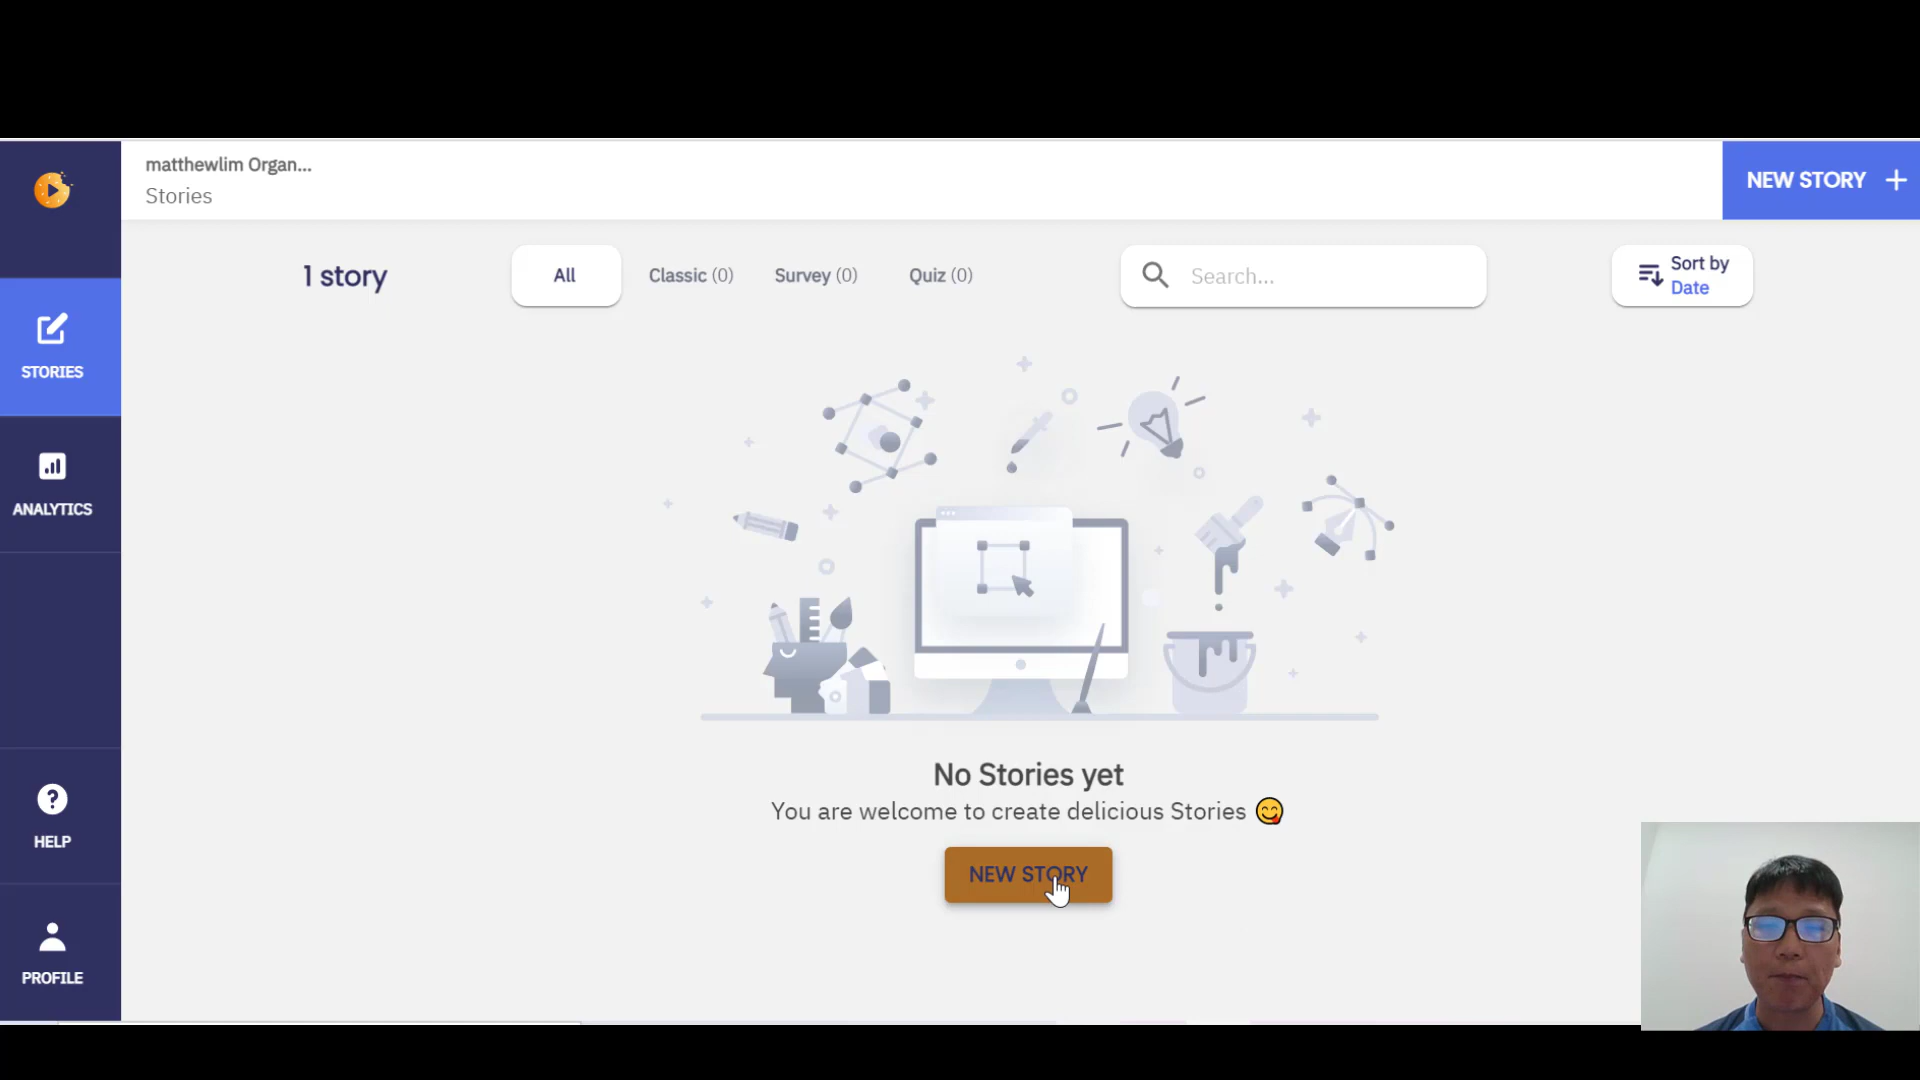 matthewlim Organ...
Stories
NEW STORY
1 story
All
Classic (0)
Survey (0)
Quiz (0)
Search...
Sort by
Date
STORIES
ANALYTICS
HELP
PROFILE
No Stories yet
You are welcome to create delicious Stories 😋
NEW STORY